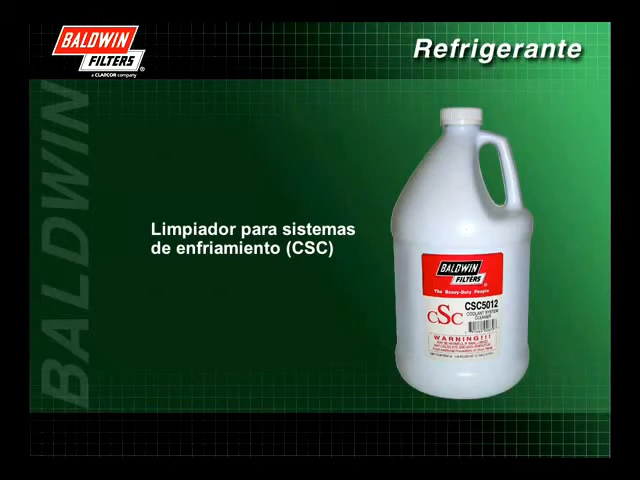 BALDWIN
FILTERS®
a CLARCOR company
Refrigerante
BALDWIN
Limpiador para sistemas
de enfriamiento (CSC)
BALDWIN
FILTERS®
The Heavy-Duty People
CSC5012
CSC
COOLANT SYSTEM
CLEANER
WARNING!!!